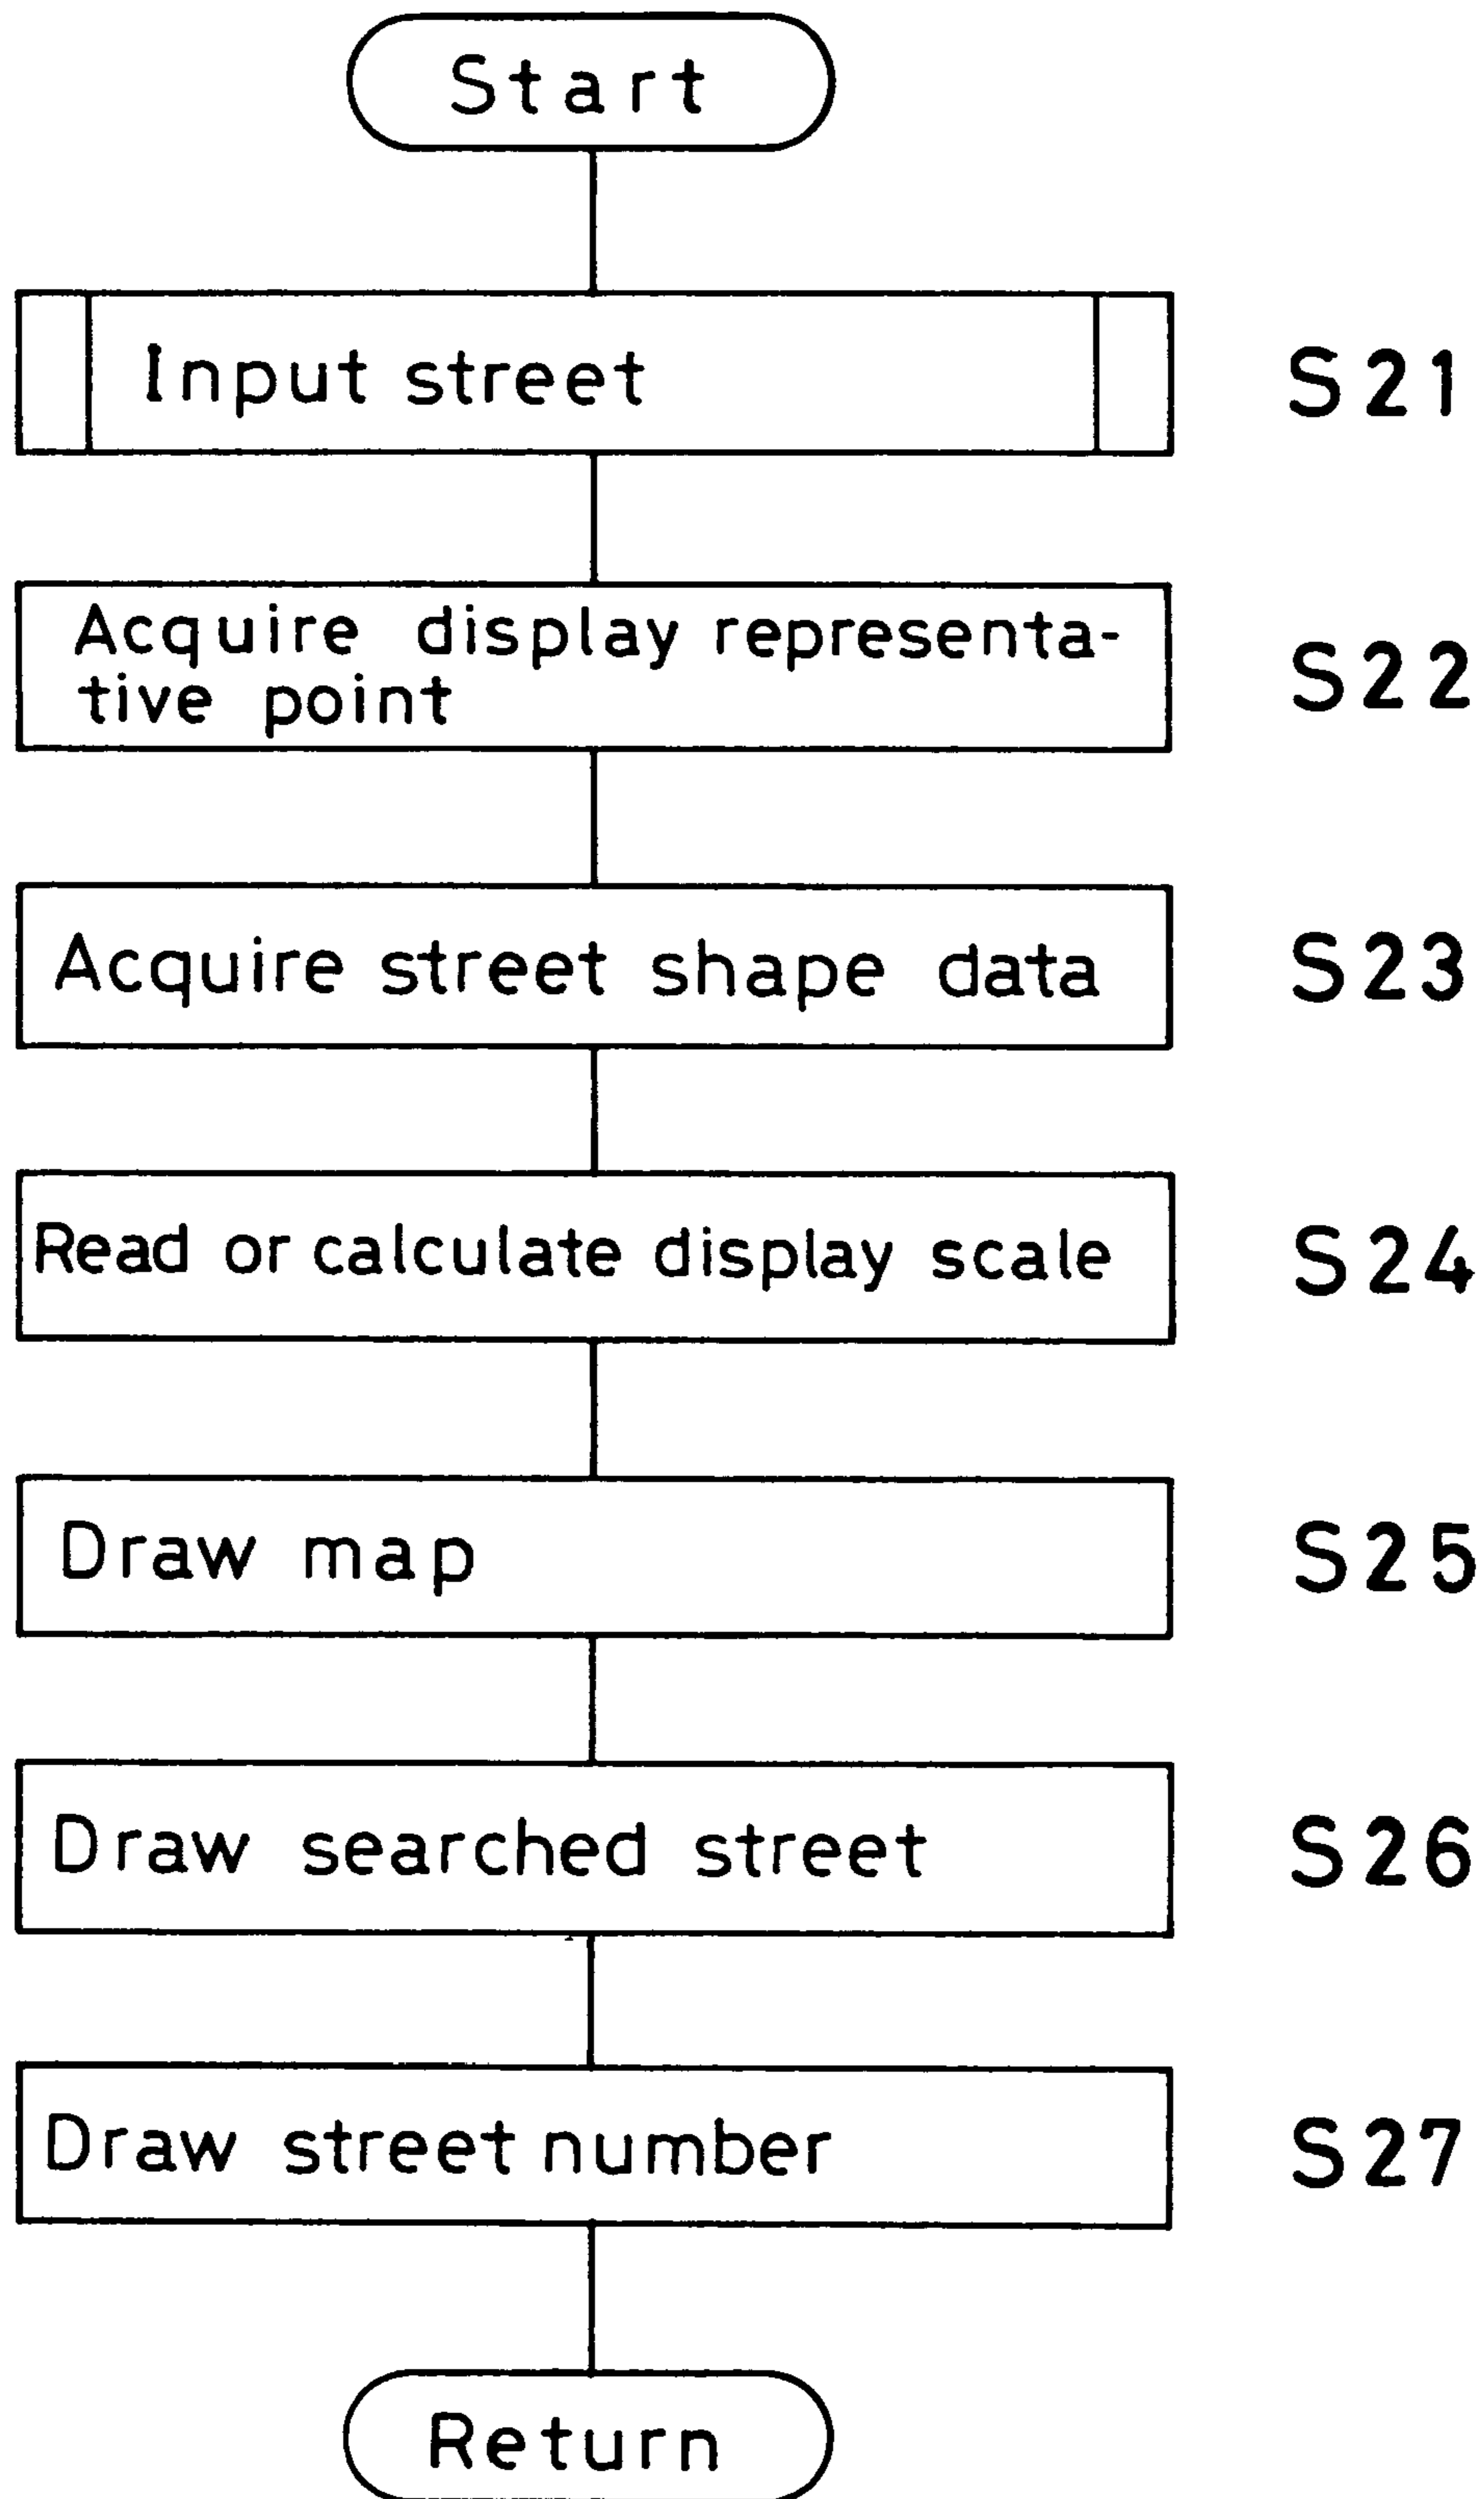 Start
Input street
S21
Acquire display representa-
tive point
S22
Acquire street shape data
S23
Read or calculate display scale
S24
Draw map
S25
Draw searched street
S26
Draw street number
S27
Return